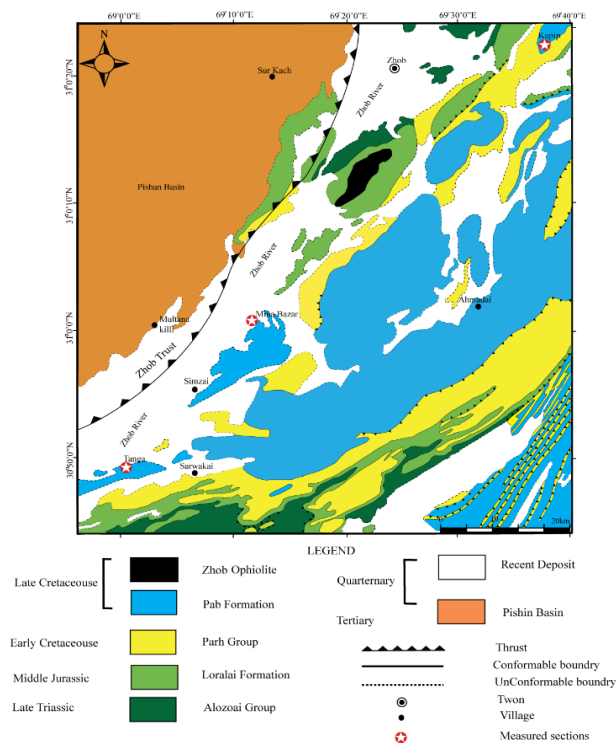 69°0'0"E 69°0'10"E 69°20'0"E 69°30'0"E 69°40'0"E
N
Kapip
Zhob
31°0'20"N
Sur Kach
Zhob River
Pishan Basin
31°0'10"N
Zhob River
Ahmadai
Mina Bazar
Multana
killi
31°0'0"N
Zhob Trust
Simzai
Zhob River
Tanga
Sarwakai
30°50'0"N
20km
LEGEND
Late Cretaceouse
Zhob Ophiolite
Pab Formation
Early Cretaceouse
Parh Group
Middle Jurassic
Loralai Formation
Late Triassic
Alozoai Group
Quarternary
Recent Deposit
Tertiary
Pishin Basin
Thrust
Conformable boundary
UnConformable boundary
Twon
Village
Measured sections